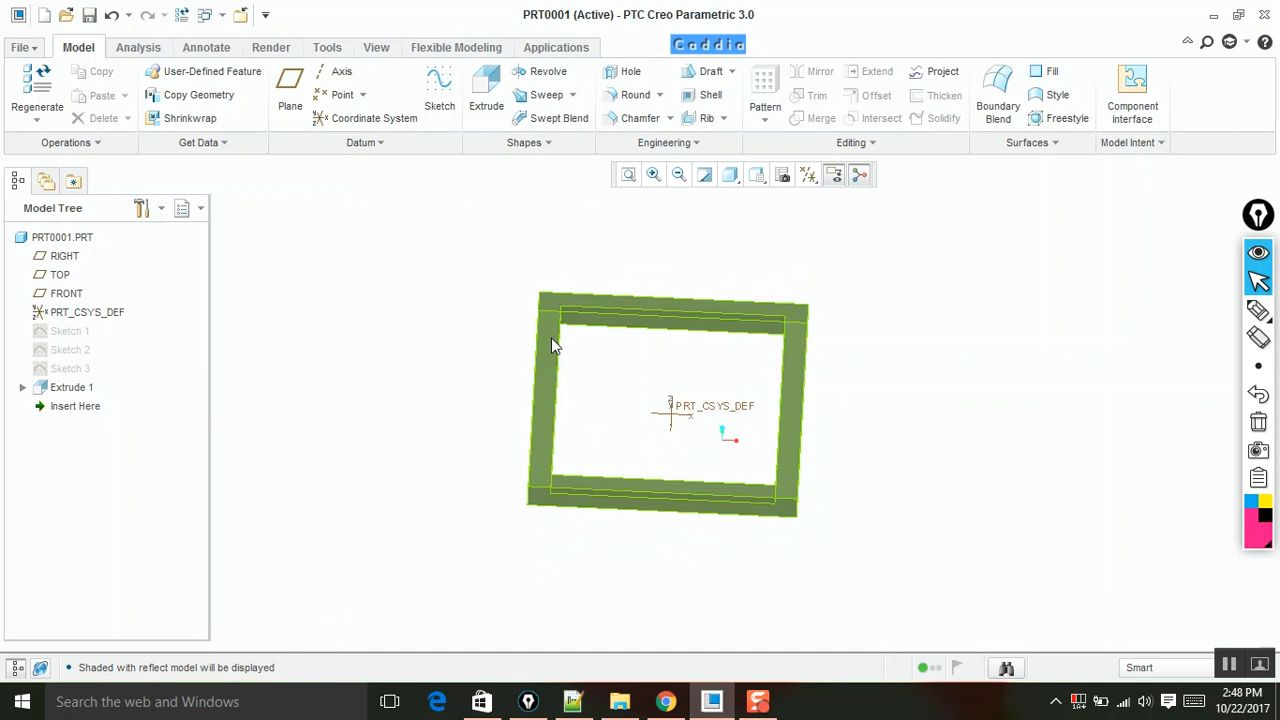 PRT0001 (Active) - PTC Creo Parametric 3.0
File Model Analysis Annotate Render Tools View Flexible Modeling Applications Caddia
Regenerate Copy Paste Delete User-Defined Feature Copy Geometry Shrinkwrap Plane Axis Point Coordinate System Sketch Extrude Revolve Sweep Swept Blend Hole Round Chamfer Draft Shell Rib Pattern Mirror Trim Merge Extend Offset Intersect Project Thicken Solidify Boundary Blend Fill Style Freestyle Component Interface
Operations Get Data Datum Shapes Engineering Editing Surfaces Model Intent
Model Tree
PRT0001.PRT
RIGHT
TOP
FRONT
PRT_CSYS_DEF
Sketch 1
Sketch 2
Sketch 3
Extrude 1
Insert Here
PRT_CSYS_DEF
Shaded with reflect model will be displayed
Smart
Search the web and Windows
2:48 PM
10/22/2017